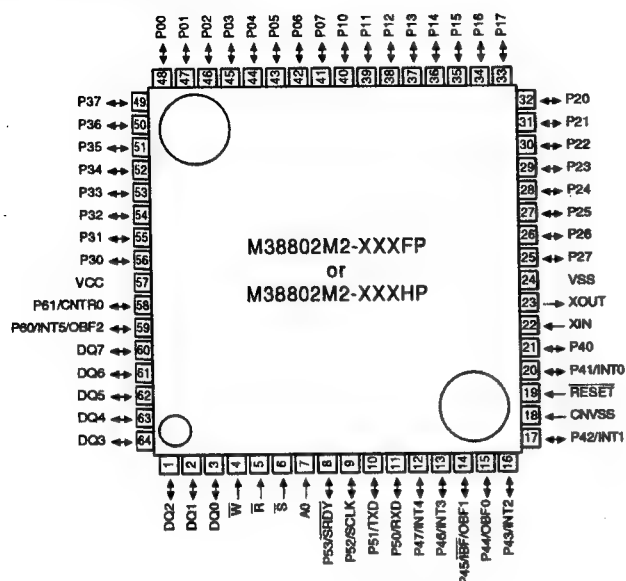 P00 P01 P02 P03 P04 P05 P06 P07 P10 P11 P12 P13 P14 P15 P16 P17
48 47 46 45 44 43 42 41 40 39 38 37 36 35 34 33
P37 49
P36 50
P35 51
P34 52
P33 53
P32 54
P31 55
P30 56
VCC 57
P61/CNTR0 58
P60/INT5/OBF2 59
DQ7 60
DQ6 61
DQ5 62
DQ4 63
DQ3 64
M38802M2-XXXFP
or
M38802M2-XXXHP
32 P20
31 P21
30 P22
29 P23
28 P24
27 P25
26 P26
25 P27
24 VSS
23 XOUT
22 XIN
21 P40
20 P41/INT0
19 RESET
18 CNVSS
17 P42/INT1
1 2 3 4 5 6 7 8 9 10 11 12 13 14 15 16
DQ2 DQ1 DQ0 W R S A0 P53/SRDY P52/SCLK P51/TXD P50/RXD P47/INT4 P46/INT3 P45/IBF/OBF1 P44/OBF0 P43/INT2